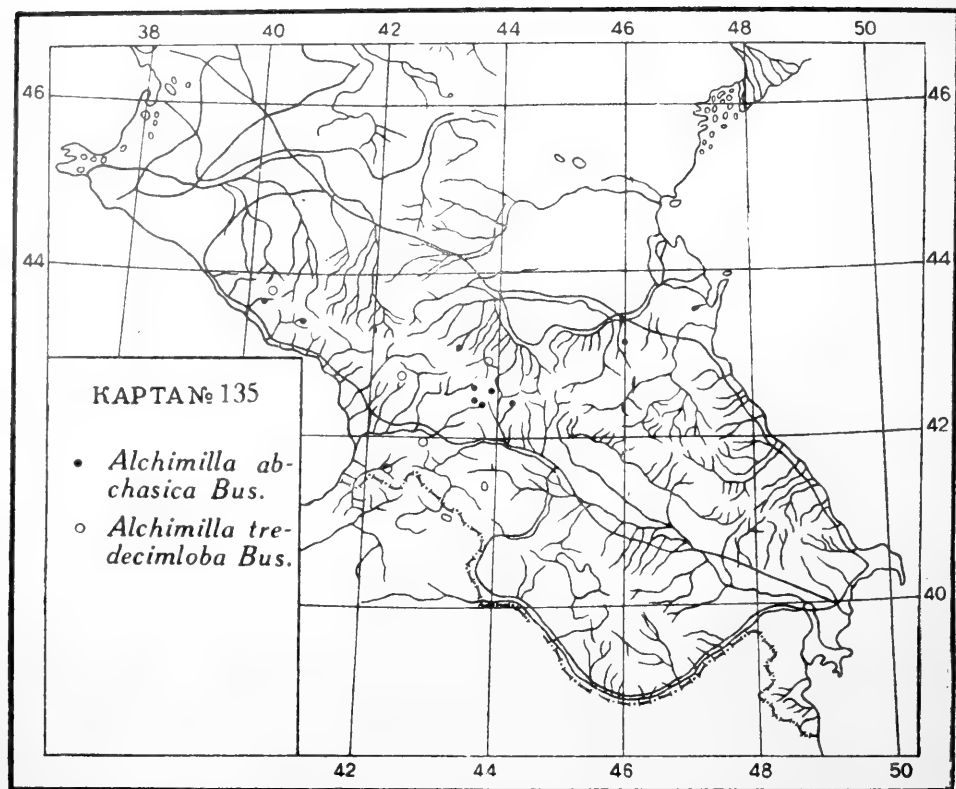 38 40 42 44 46 48 50
46 46
44 44
КАРТА № 135
42
• Alchimilla ab-
chasica Bus.
○ Alchimilla tre-
decimloba Bus.
40 40
42 44 46 48 50